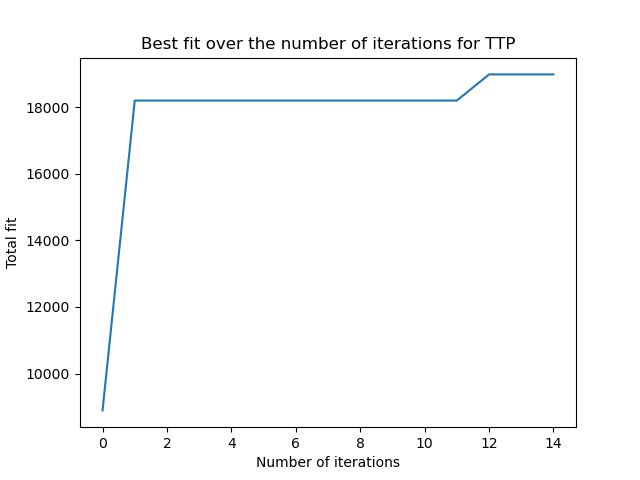 Best fit over the number of iterations for TTP
Total fit
18000
16000
14000
12000
10000
0 2 4 6 8 10 12 14
Number of iterations